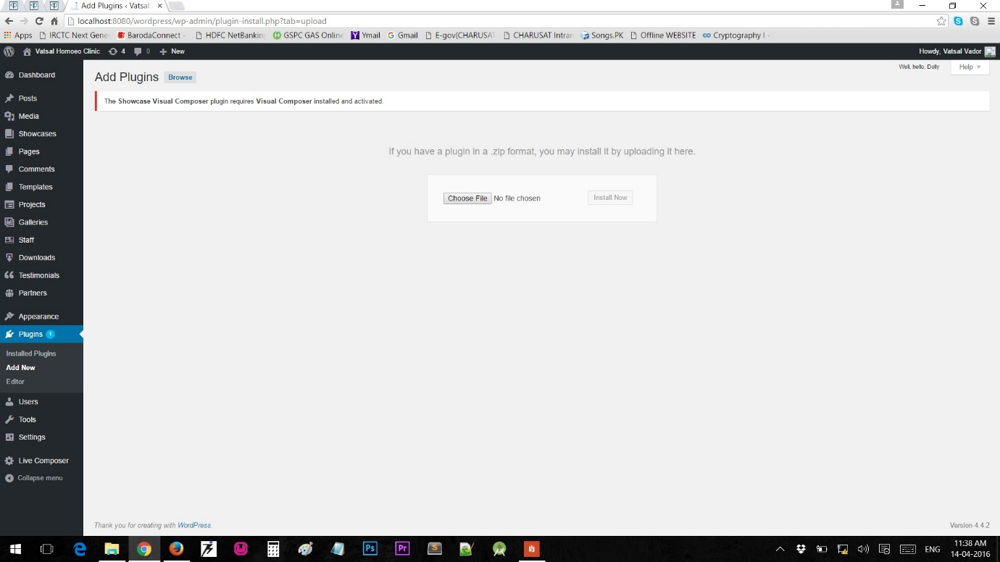 Add Plugins ‹ Vatsal
localhost:8080/wordpress/wp-admin/plugin-install.php?tab=upload
Apps IRCTC Next Gene BarodaConnect - HDFC NetBanking GSPC GAS Online Ymail Gmail E-gov(CHARUSAT CHARUSAT Intran Songs.PK Offline WEBSITE Cryptography I -
Vatsal Homoeo Clinic 4 0 New Howdy, Vatsal Vador
Well, hello, Dolly Help
Add Plugins Browse
The Showcase Visual Composer plugin requires Visual Composer installed and activated.
If you have a plugin in a .zip format, you may install it by uploading it here.
Choose File No file chosen Install Now
Dashboard
Posts
Media
Showcases
Pages
Comments
Templates
Projects
Galleries
Staff
Downloads
Testimonials
Partners
Appearance
Plugins 1
Installed Plugins
Add New
Editor
Users
Tools
Settings
Live Composer
Collapse menu
Thank you for creating with WordPress. Version 4.4.2
Ps Pr S ENG 11:38 AM
14-04-2016